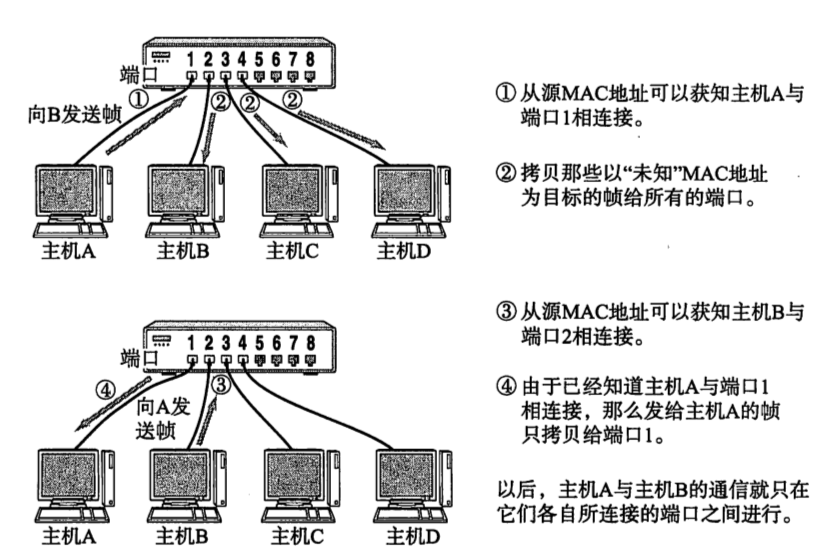 1 2 3 4 5 6 7 8
端口
①
②
②
②
向B发送帧
主机A
主机B
主机C
主机D
①从源MAC地址可以获知主机A与
端口1相连接。
②拷贝那些以“未知”MAC地址
为目标的帧给所有的端口。
1 2 3 4 5 6 7 8
端口
④
③
向A发
送帧
主机A
主机B
主机C
主机D
③从源MAC地址可以获知主机B与
端口2相连接。
④由于已经知道主机A与端口1
相连接，那么发给主机A的帧
只拷贝给端口1。
以后，主机A与主机B的通信就只在
它们各自所连接的端口之间进行。